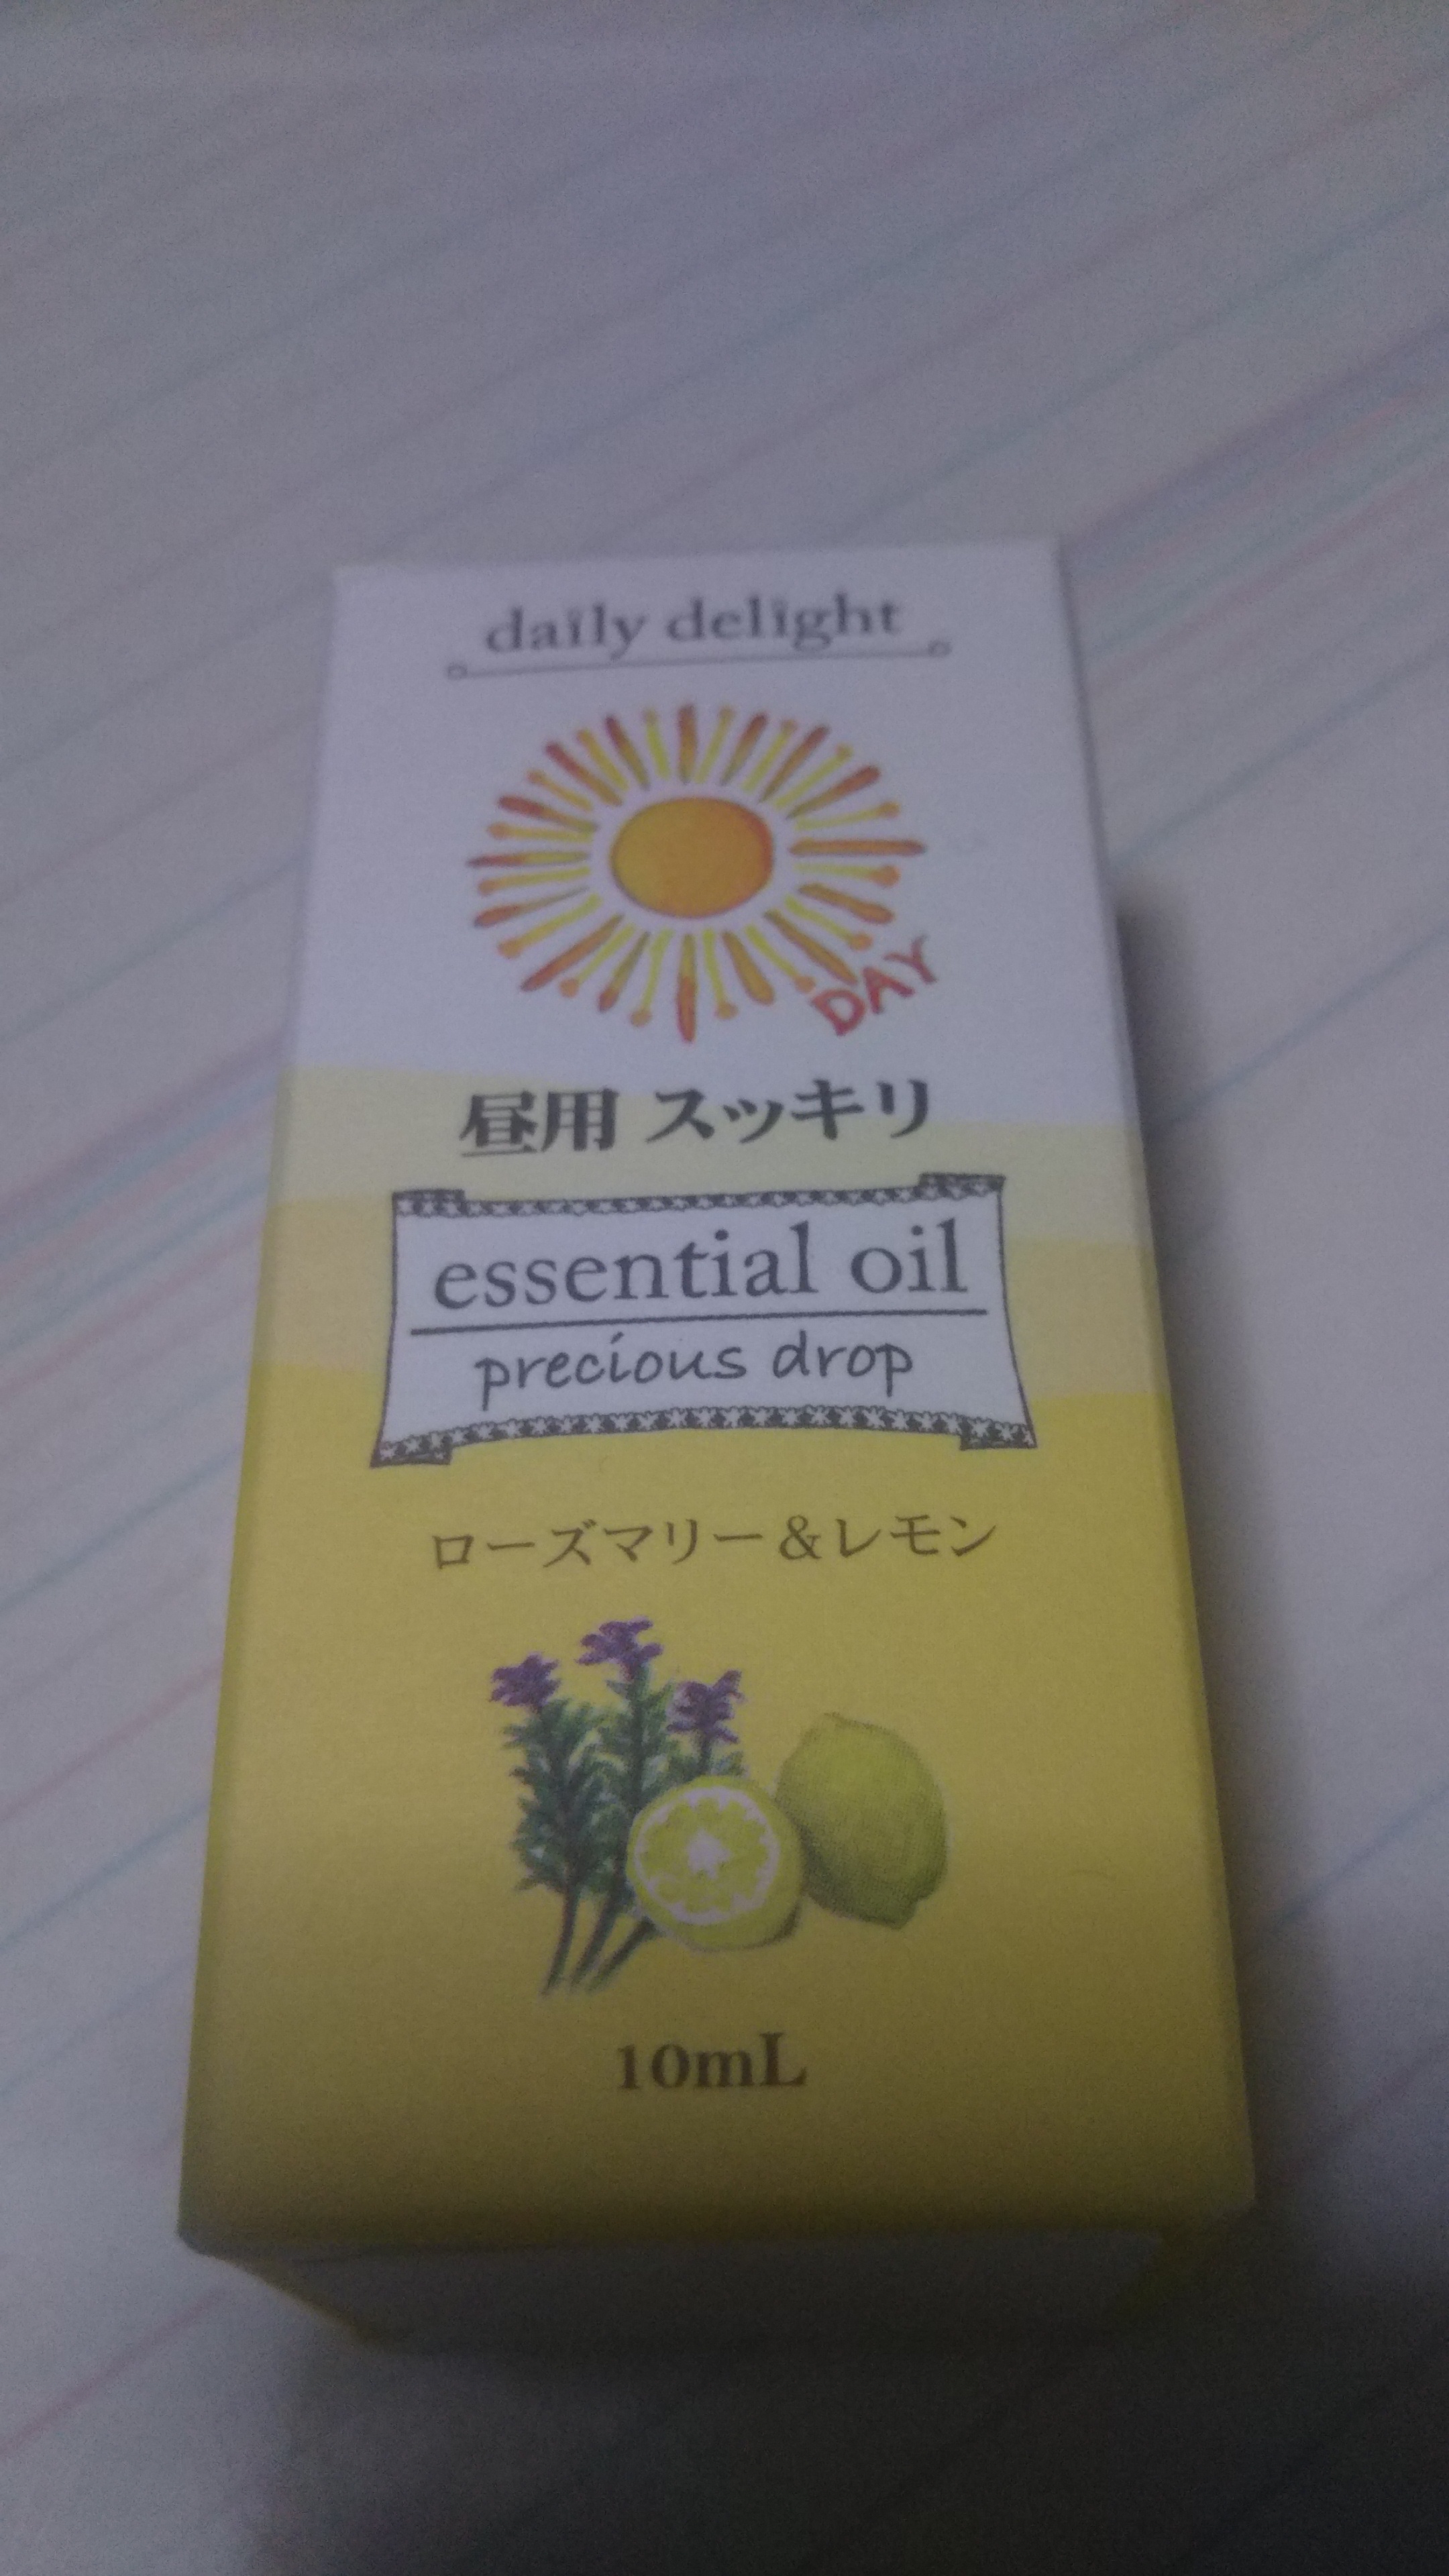 daily delight
DAY
昼用 スッキリ
essential oil
precious drop
ローズマリー&レモン
10mL